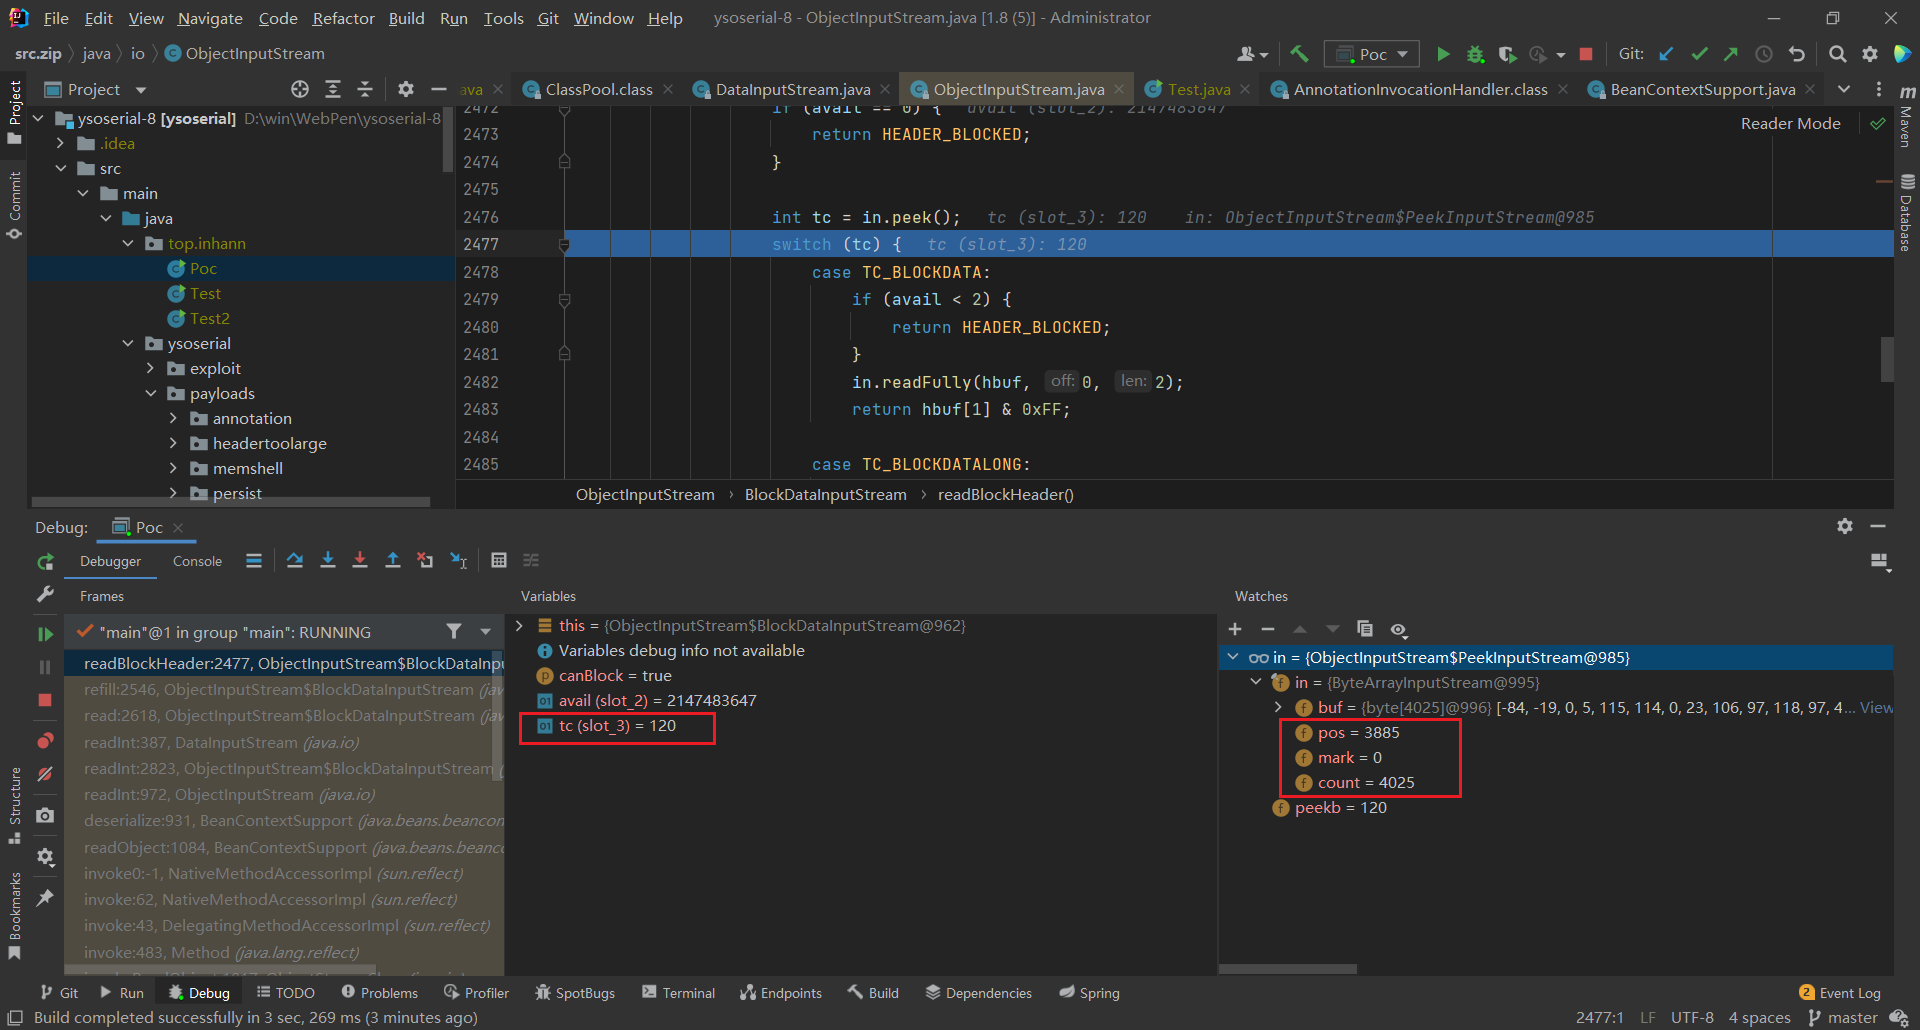 File Edit View Navigate Code Refactor Build Run Tools Git Window Help ysoserial-8 - ObjectInputStream.java [1.8 (5)] - Administrator
src.zip java io ObjectInputStream
Poc Git:
Project
ava ClassPool.class DataInputStream.java ObjectInputStream.java Test.java AnnotationInvocationHandler.class BeanContextSupport.java
Project
Commit
Structure
Bookmarks
Maven
Database
ysoserial-8 [ysoserial] D:\win\WebPen\ysoserial-8
.idea
src
main
java
top.inhann
Poc
Test
Test2
ysoserial
exploit
payloads
annotation
headertoolarge
memshell
persist
Reader Mode
2472 if (avail == 0) { avail (slot_2): 2147483647
2473 return HEADER_BLOCKED;
2474 }
2475
2476 int tc = in.peek(); tc (slot_3): 120 in: ObjectInputStream$PeekInputStream@985
2477 switch (tc) { tc (slot_3): 120
2478 case TC_BLOCKDATA:
2479 if (avail < 2) {
2480 return HEADER_BLOCKED;
2481 }
2482 in.readFully(hbuf, off: 0, len: 2);
2483 return hbuf[1] & 0xFF;
2484
2485 case TC_BLOCKDATALONG:
ObjectInputStream › BlockDataInputStream › readBlockHeader()
Debug: Poc
Debugger Console
Frames
"main"@1 in group "main": RUNNING
readBlockHeader:2477, ObjectInputStream$BlockDataInpu
refill:2546, ObjectInputStream$BlockDataInputStream (jav
read:2618, ObjectInputStream$BlockDataInputStream (jav
readInt:387, DataInputStream (java.io)
readInt:2823, ObjectInputStream$BlockDataInputStream (
readInt:972, ObjectInputStream (java.io)
deserialize:931, BeanContextSupport (java.beans.beancon
readObject:1084, BeanContextSupport (java.beans.beanco
invoke0:-1, NativeMethodAccessorImpl (sun.reflect)
invoke:62, NativeMethodAccessorImpl (sun.reflect)
invoke:43, DelegatingMethodAccessorImpl (sun.reflect)
invoke:483, Method (java.lang.reflect)
Variables
this = {ObjectInputStream$BlockDataInputStream@962}
Variables debug info not available
canBlock = true
avail (slot_2) = 2147483647
tc (slot_3) = 120
Watches
in = {ObjectInputStream$PeekInputStream@985}
in = {ByteArrayInputStream@995}
buf = {byte[4025]@996} [-84, -19, 0, 5, 115, 114, 0, 23, 106, 97, 118, 97, 4... View
pos = 3885
mark = 0
count = 4025
peekb = 120
Git Run Debug TODO Problems Profiler SpotBugs Terminal Endpoints Build Dependencies Spring 2 Event Log
Build completed successfully in 3 sec, 269 ms (3 minutes ago) 2477:1 LF UTF-8 4 spaces master